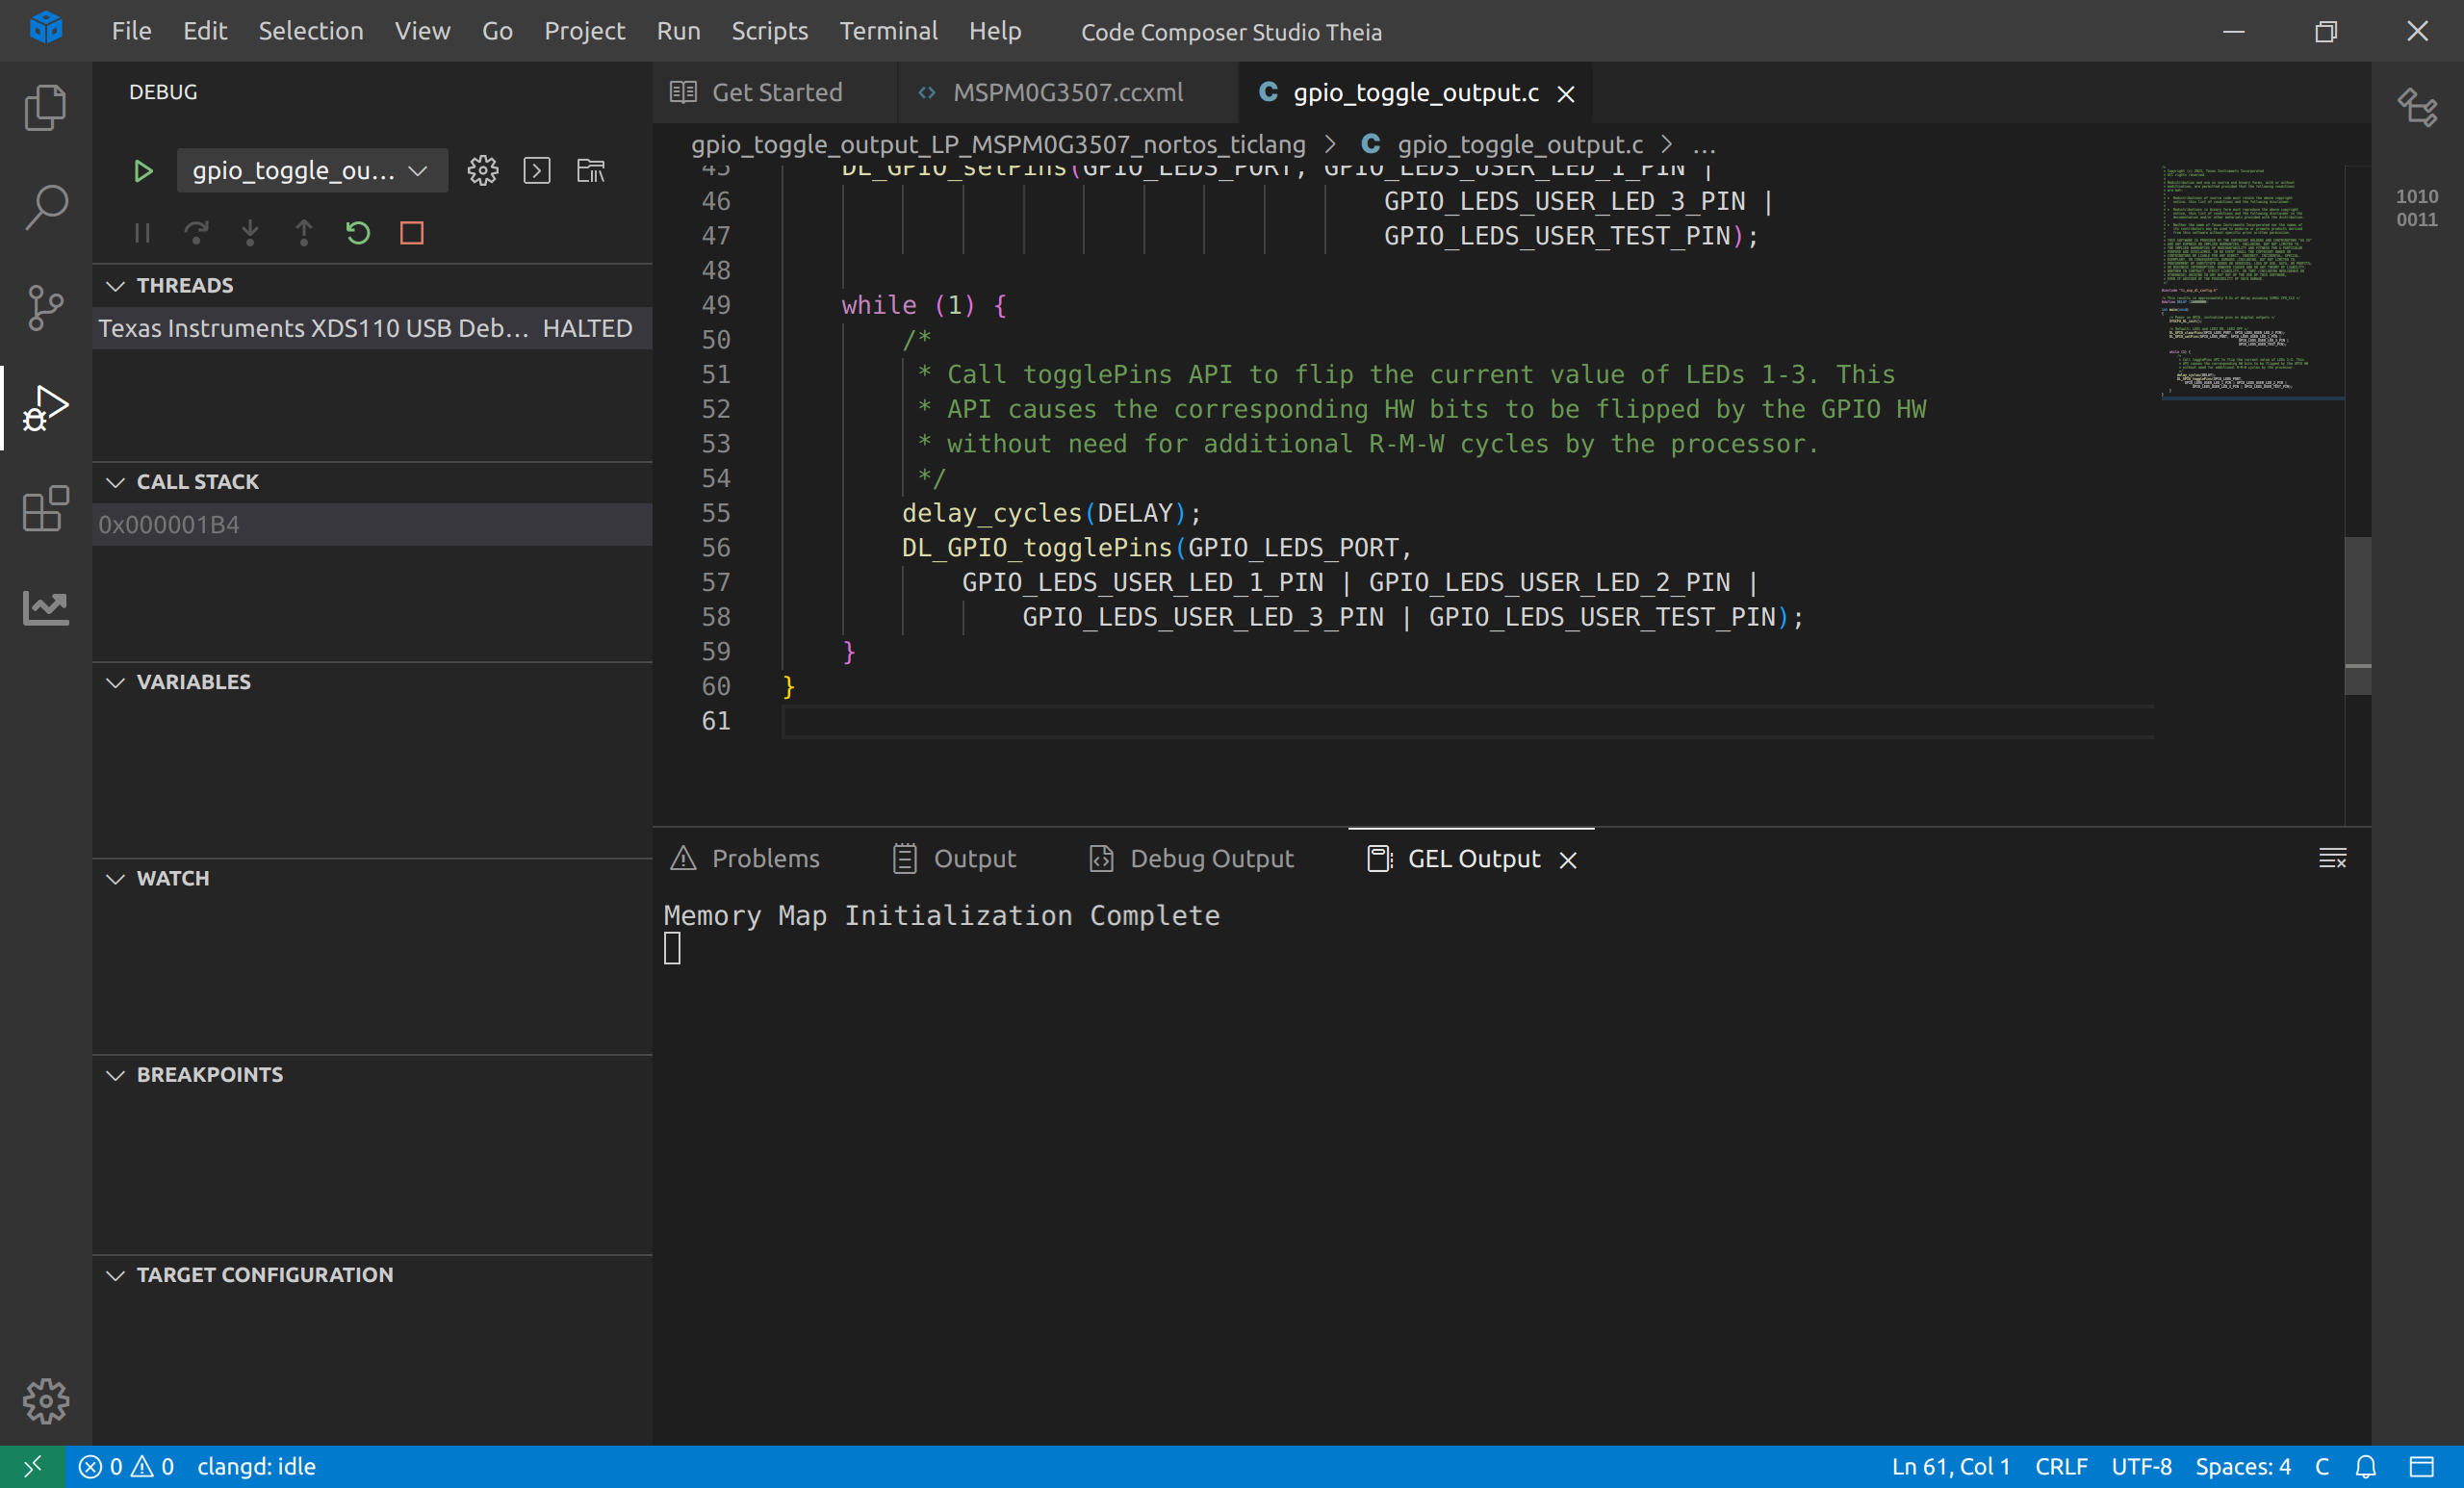 File Edit Selection View Go Project Run Scripts Terminal Help Code Composer Studio Theia
DEBUG
gpio_toggle_ou...
THREADS
Texas Instruments XDS110 USB Deb... HALTED
CALL STACK
0x000001B4
VARIABLES
WATCH
BREAKPOINTS
TARGET CONFIGURATION
Get Started MSPM0G3507.ccxml C gpio_toggle_output.c
gpio_toggle_output_LP_MSPM0G3507_nortos_ticlang > C gpio_toggle_output.c > ...
45 DL_GPIO_setPins(GPIO_LEDS_PORT, GPIO_LEDS_USER_LED_1_PIN |
46 GPIO_LEDS_USER_LED_3_PIN |
47 GPIO_LEDS_USER_TEST_PIN);
48
49 while (1) {
50 /*
51 * Call togglePins API to flip the current value of LEDs 1-3. This
52 * API causes the corresponding HW bits to be flipped by the GPIO HW
53 * without need for additional R-M-W cycles by the processor.
54 */
55 delay_cycles(DELAY);
56 DL_GPIO_togglePins(GPIO_LEDS_PORT,
57 GPIO_LEDS_USER_LED_1_PIN | GPIO_LEDS_USER_LED_2_PIN |
58 GPIO_LEDS_USER_LED_3_PIN | GPIO_LEDS_USER_TEST_PIN);
59 }
60 }
61
1010
0011
Problems Output Debug Output GEL Output
Memory Map Initialization Complete
0 0 clangd: idle Ln 61, Col 1 CRLF UTF-8 Spaces: 4 C